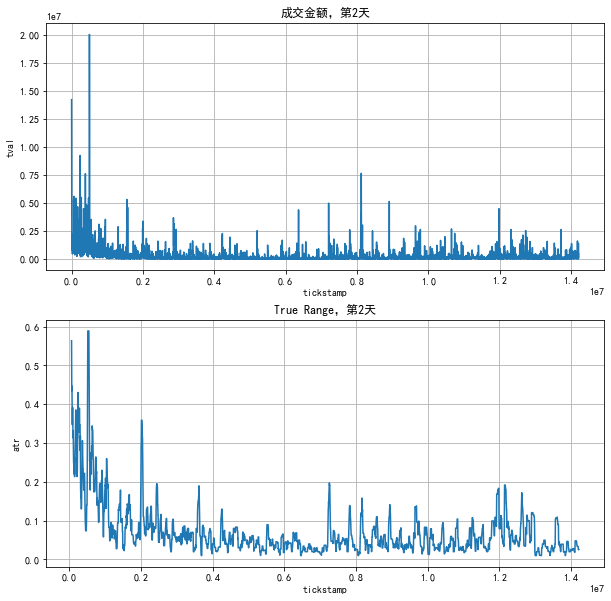 成交金额, 第2天
1e7
2.00
1.75
1.50
1.25
1.00
0.75
0.50
0.25
0.00
tval
0.0 0.2 0.4 0.6 0.8 1.0 1.2 1.4
1e7
tickstamp
True Range, 第2天
0.6
0.5
0.4
0.3
0.2
0.1
0.0
atr
0.0 0.2 0.4 0.6 0.8 1.0 1.2 1.4
1e7
tickstamp